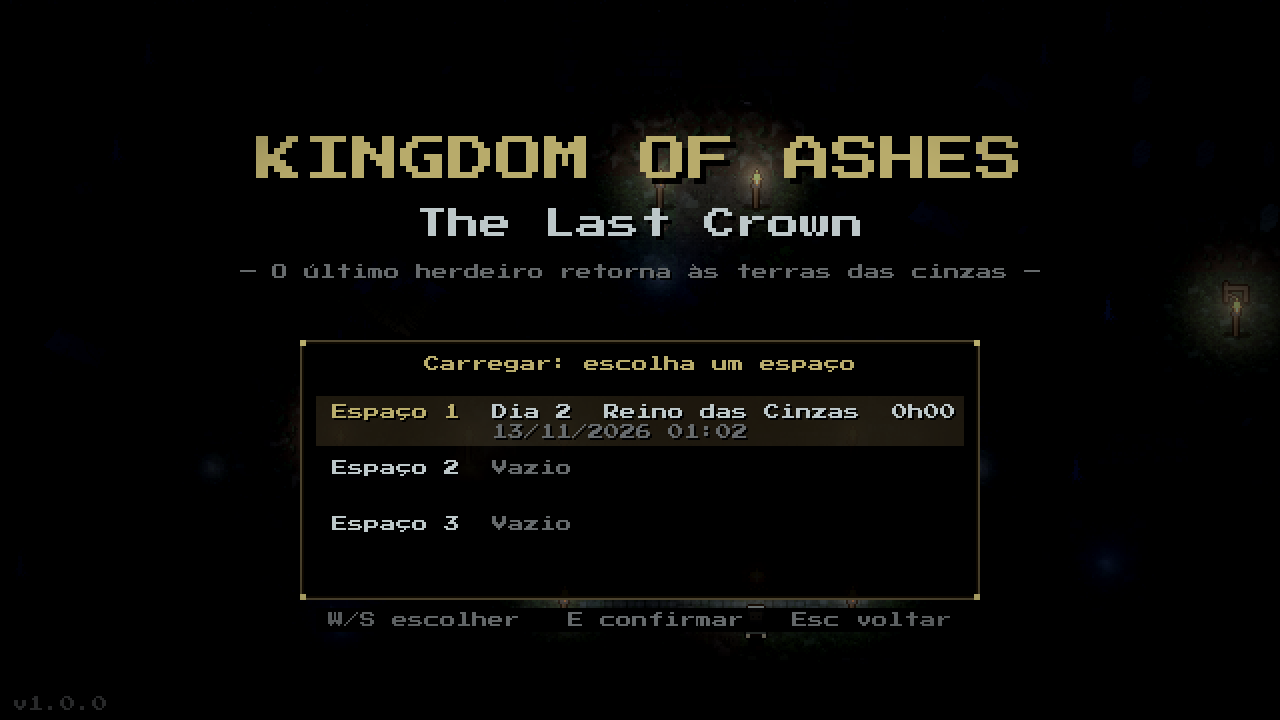 KINGDOM OF ASHES
The Last Crown
— O último herdeiro retorna às terras das cinzas —
Carregar: escolha um espaço
Espaço 1 Dia 2 Reino das Cinzas 0h00
13/11/2026 01:02
Espaço 2 Vazio
Espaço 3 Vazio
W/S escolher E confirmar Esc voltar
v1.0.0